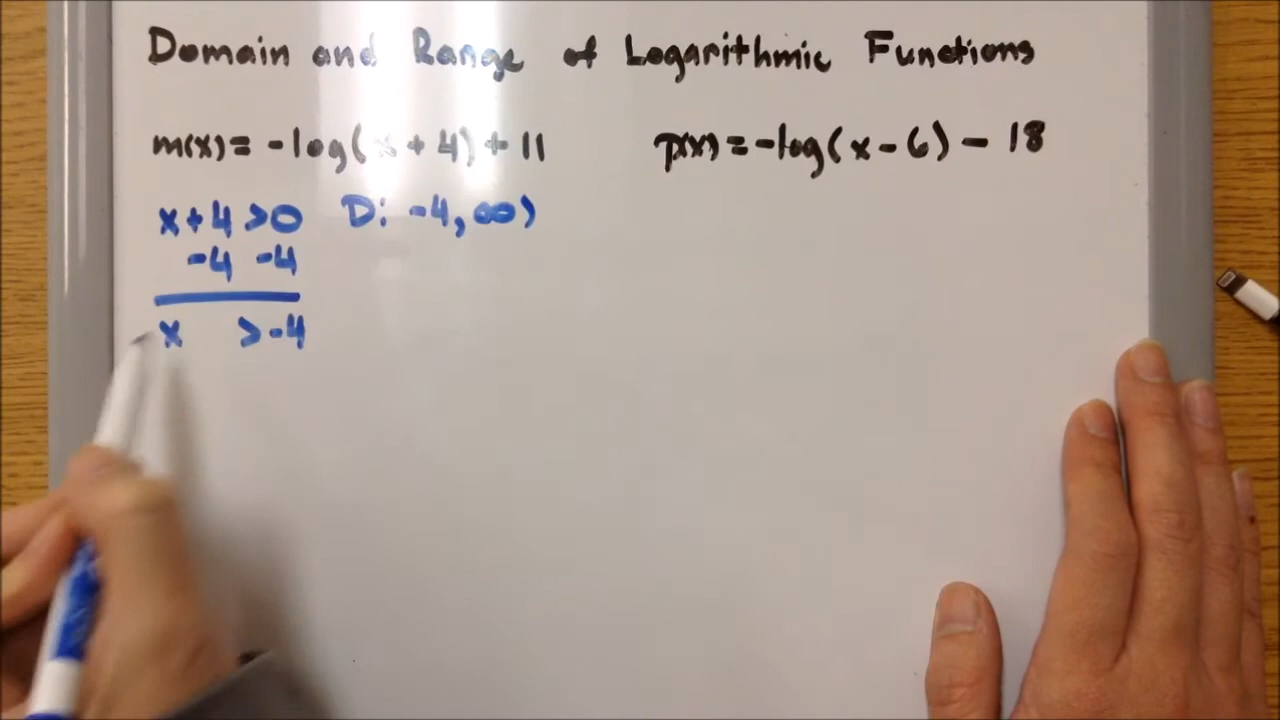 Domain and Range of Logarithmic Functions
m(x) = -log(x + 4) + 11
p(x) = -log(x - 6) - 18
x + 4 > 0 D: -4, ∞)
-4 -4
x > -4